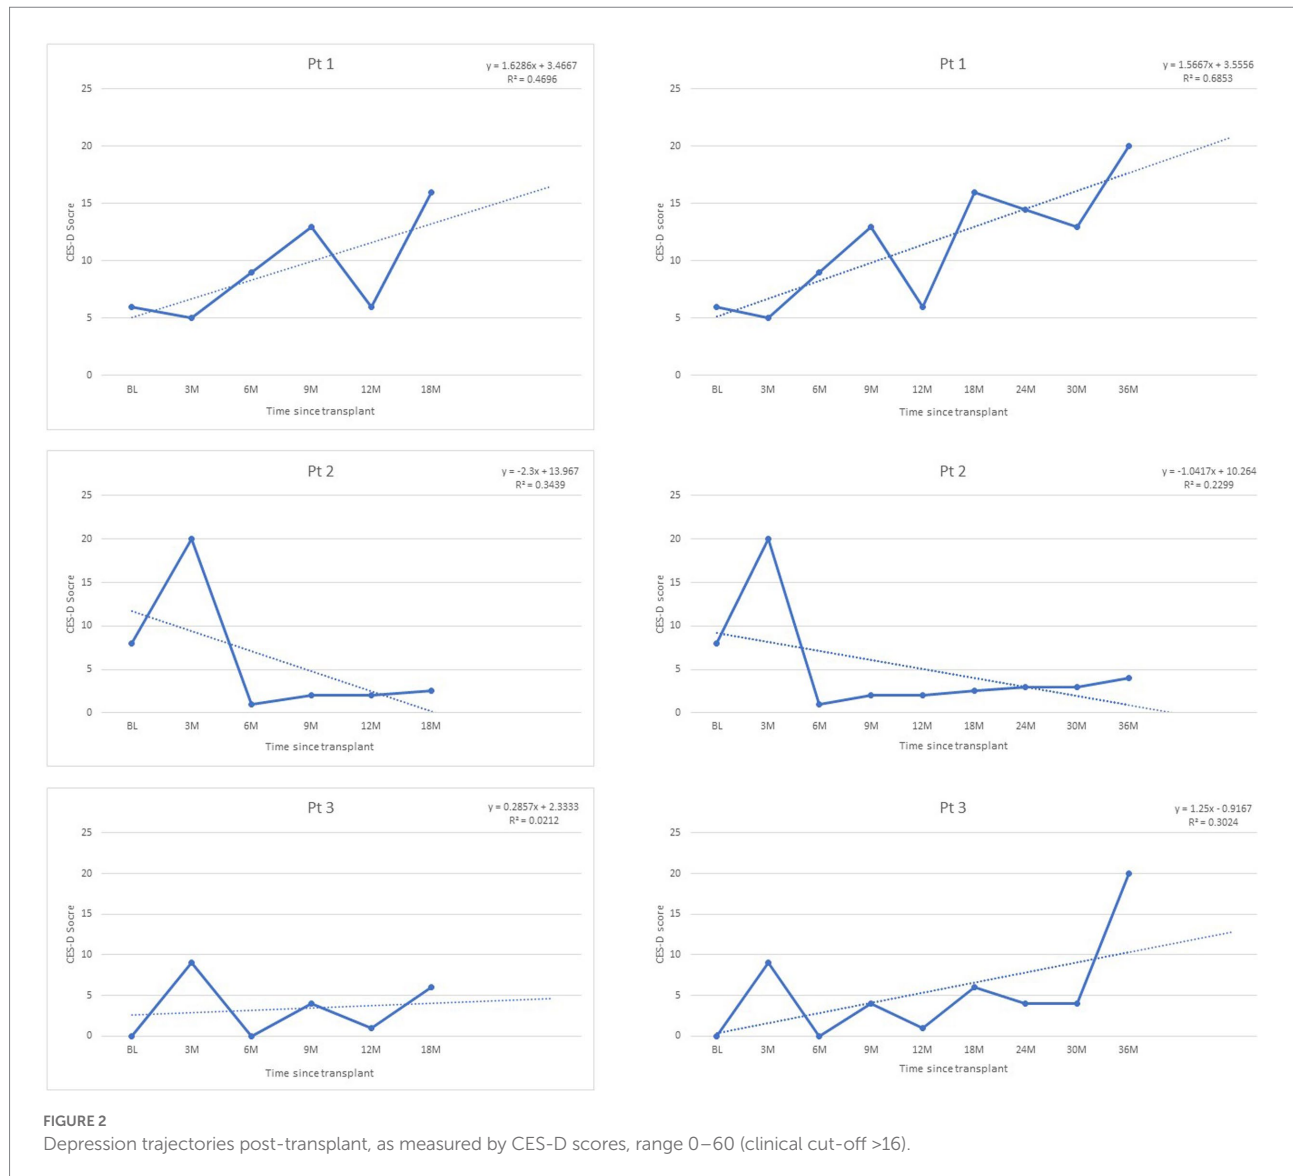 Pt 1
y = 1.6286x + 3.4667
R² = 0.4696
25
20
15
10
5
0
CES-D Socre
BL 3M 6M 9M 12M 18M
Time since transplant
Pt 1
y = 1.5667x + 3.5556
R² = 0.6853
25
20
15
10
5
0
CES-D score
BL 3M 6M 9M 12M 18M 24M 30M 36M
Time since transplant
Pt 2
y = -2.3x + 13.967
R² = 0.3439
25
20
15
10
5
0
CES-D Socre
BL 3M 6M 9M 12M 18M
Time since transplant
Pt 2
y = -1.0417x + 10.264
R² = 0.2299
25
20
15
10
5
0
CES-D score
BL 3M 6M 9M 12M 18M 24M 30M 36M
Time since transplant
Pt 3
y = 0.2857x + 2.3333
R² = 0.0212
25
20
15
10
5
0
CES-D Socre
BL 3M 6M 9M 12M 18M
Time since transplant
Pt 3
y = 1.25x - 0.9167
R² = 0.3024
25
20
15
10
5
0
CES-D score
BL 3M 6M 9M 12M 18M 24M 30M 36M
Time since transplant
FIGURE 2
Depression trajectories post-transplant, as measured by CES-D scores, range 0–60 (clinical cut-off >16).